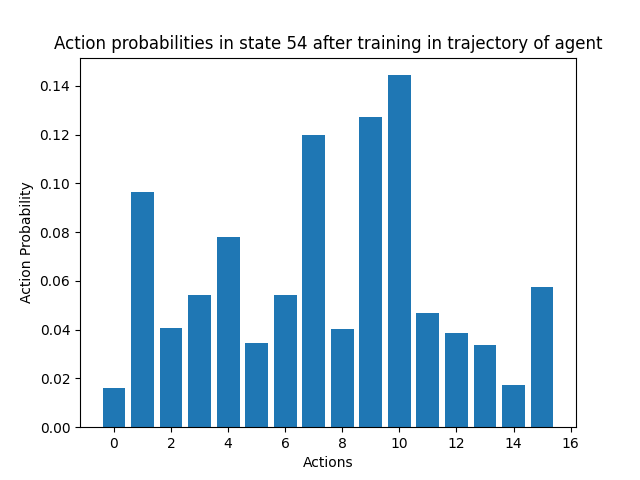 Action probabilities in state 54 after training in trajectory of agent
0.14
0.12
0.10
0.08
0.06
0.04
0.02
0.00
Action Probability
0 2 4 6 8 10 12 14 16
Actions